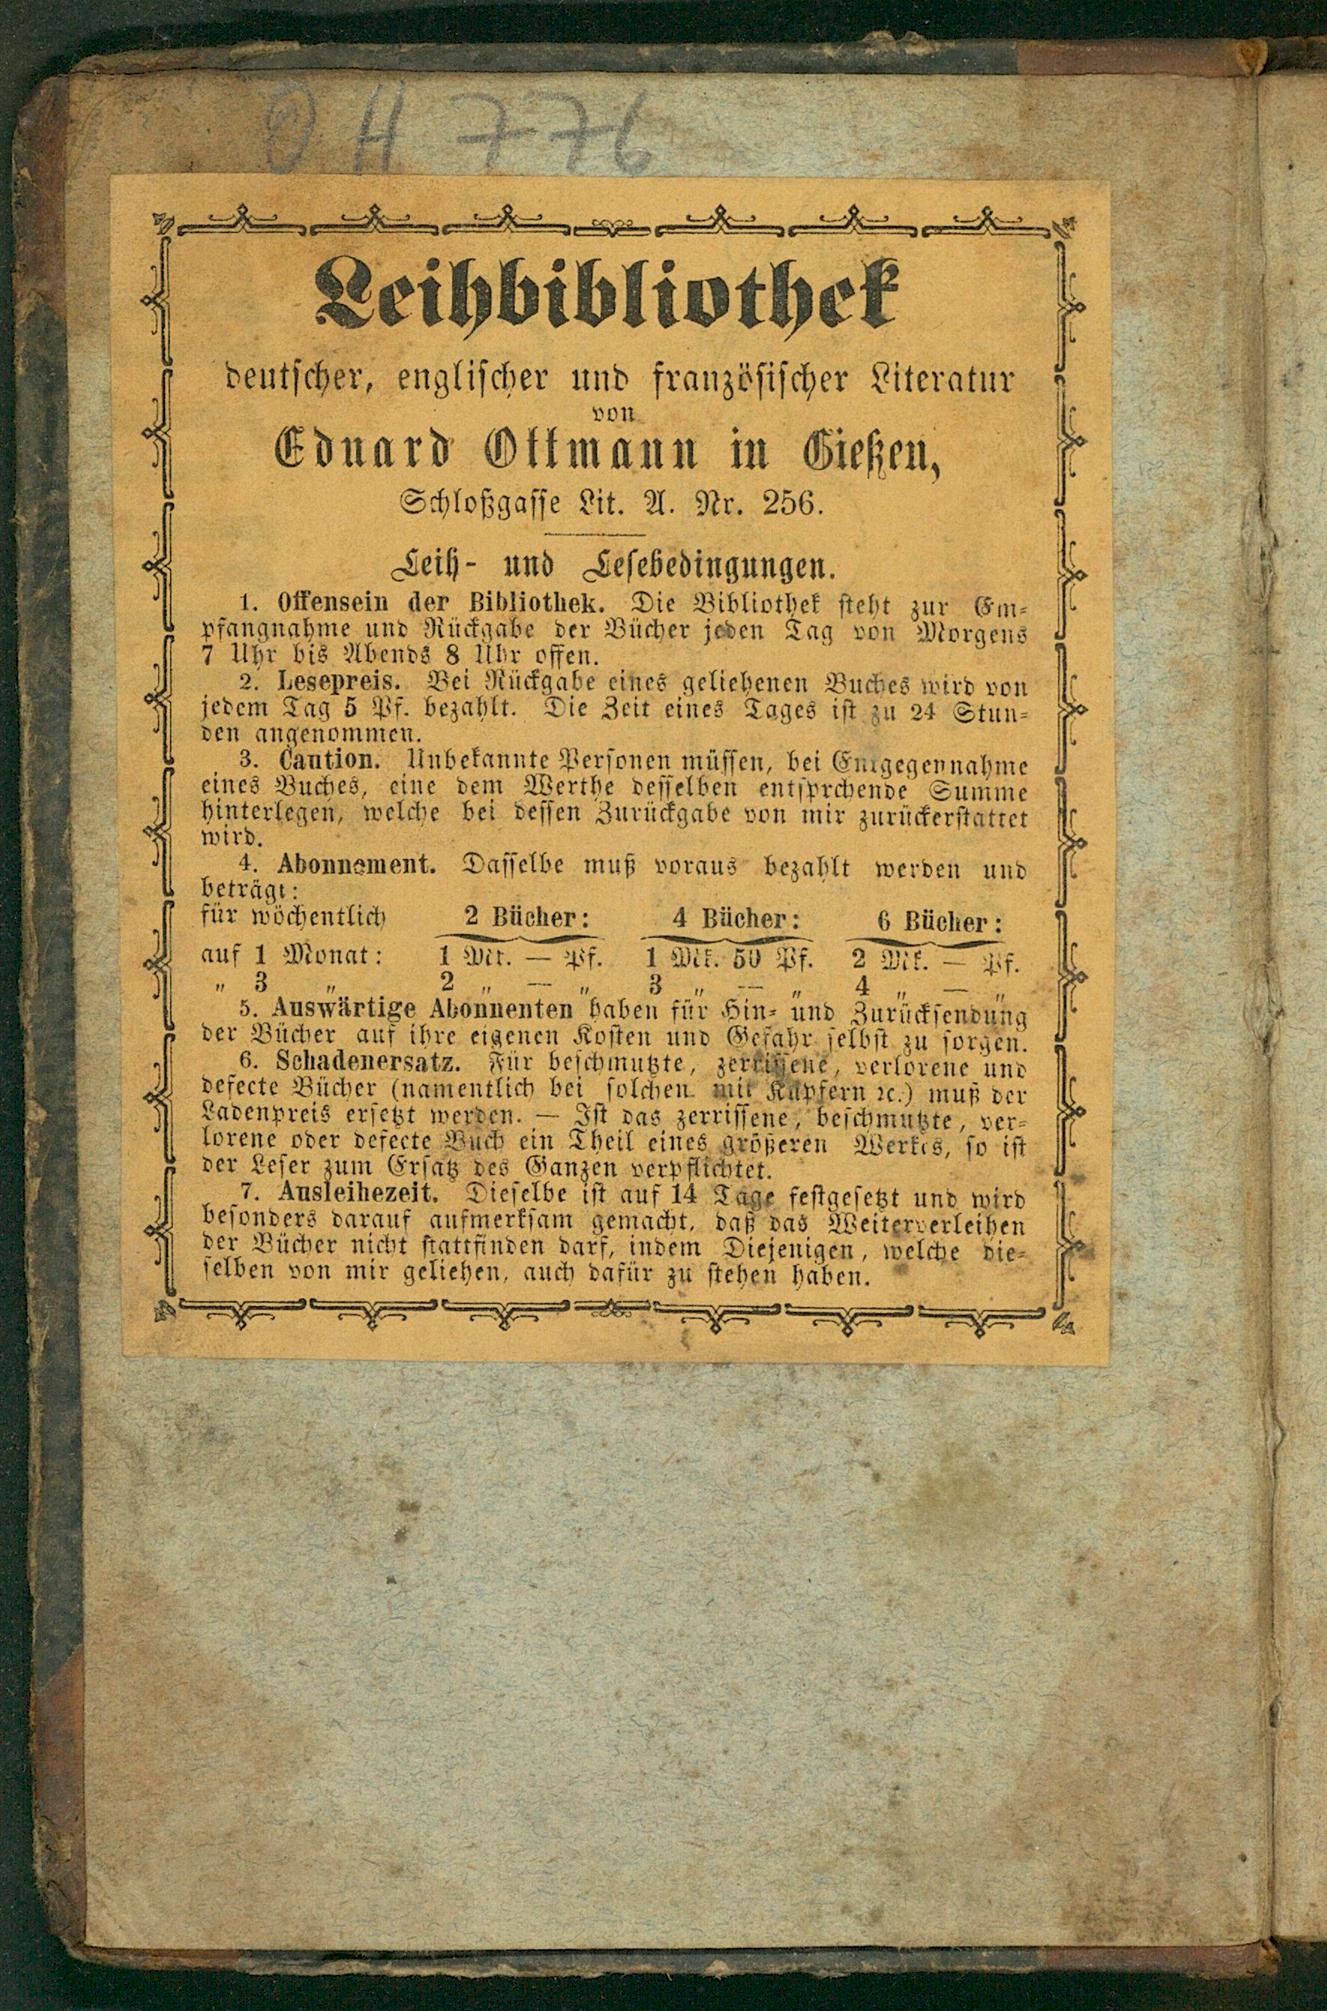 O H 776
Leihbibliothek
deutscher, englischer und französischer Literatur
von
Eduard Ottmann in Gießen,
Schloßgasse Lit. A. Nr. 256.
Leih- und Lesebedingungen.
1. Offensein der Bibliothek. Die Bibliothek steht zur Em-
pfangnahme und Rückgabe der Bücher jeden Tag von Morgens
7 Uhr bis Abends 8 Uhr offen.
2. Lesepreis. Bei Rückgabe eines geliehenen Buches wird von
jedem Tag 5 Pf. bezahlt. Die Zeit eines Tages ist zu 24 Stun-
den angenommen.
3. Caution. Unbekannte Personen müssen, bei Entgegennahme
eines Buches, eine dem Werthe desselben entsprchende Summe
hinterlegen, welche bei dessen Zurückgabe von mir zurückerstattet
wird.
4. Abonnement. Dasselbe muß voraus bezahlt werden und
beträgt:
für wöchentlich 2 Bücher: 4 Bücher: 6 Bücher:
auf 1 Monat: 1 Mk. — Pf. 1 Mk. 50 Pf. 2 Mk. — Pf.
„ 3 „ 2 „ — „ 3 „ — „ 4 „ — „
5. Auswärtige Abonnenten haben für Hin- und Zurücksendung
der Bücher auf ihre eigenen Kosten und Gefahr selbst zu sorgen.
6. Schadenersatz. Für beschmutzte, zerrissene, verlorene und
defecte Bücher (namentlich bei solchen mit Kupfern ꝛc.) muß der
Ladenpreis ersetzt werden. — Ist das zerrissene, beschmutzte, ver-
lorene oder defecte Buch ein Theil eines größeren Werkes, so ist
der Leser zum Ersatz des Ganzen verpflichtet.
7. Ausleihezeit. Dieselbe ist auf 14 Tage festgesetzt und wird
besonders darauf aufmerksam gemacht, daß das Weiterverleihen
der Bücher nicht stattfinden darf, indem Diejenigen, welche die-
selben von mir geliehen, auch dafür zu stehen haben.